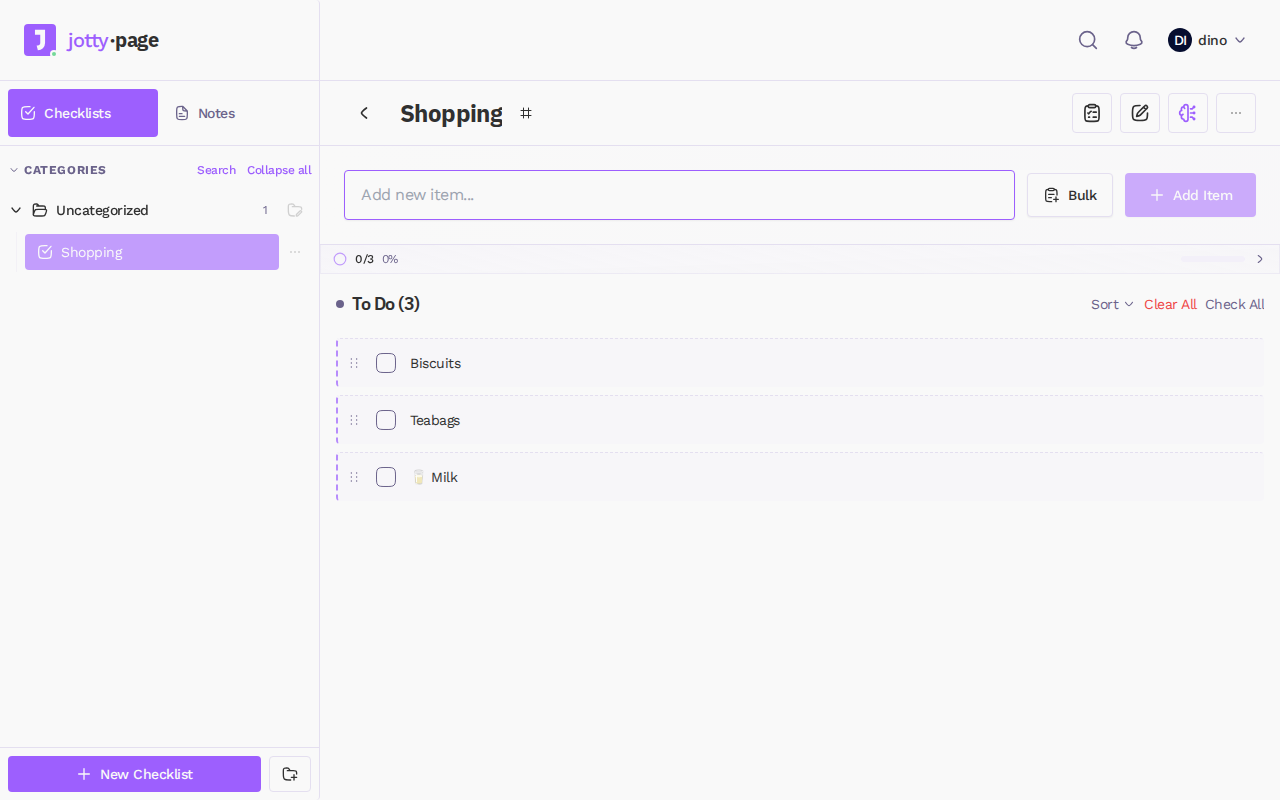 jotty·page
DI dino
Checklists
Notes
Shopping
CATEGORIES
Search
Collapse all
Uncategorized
1
Shopping
Add new item...
Bulk
Add Item
0/3 0%
To Do (3)
Sort
Clear All
Check All
Biscuits
Teabags
🥛 Milk
New Checklist